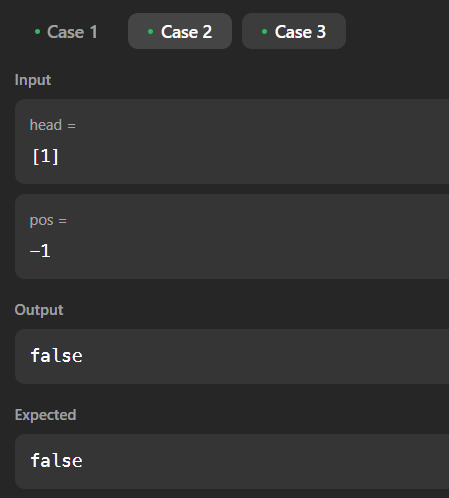 Case 1 Case 2 Case 3
Input
head =
[1]
pos =
-1
Output
false
Expected
false